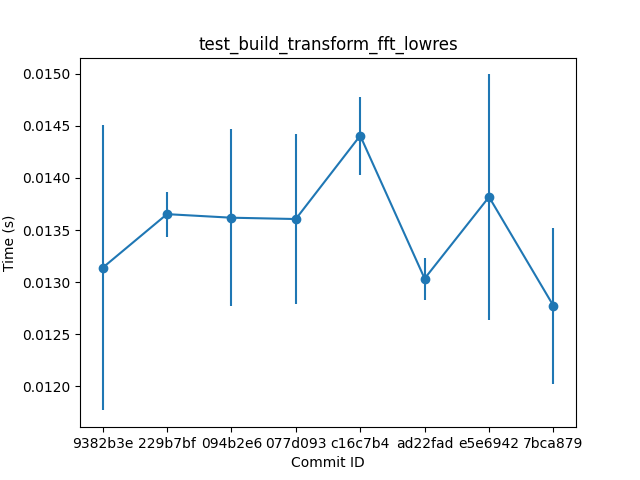 test_build_transform_fft_lowres
0.0150
0.0145
0.0140
0.0135
0.0130
0.0125
0.0120
Time (s)
9382b3e 229b7bf 094b2e6 077d093 c16c7b4 ad22fad e5e6942 7bca879
Commit ID